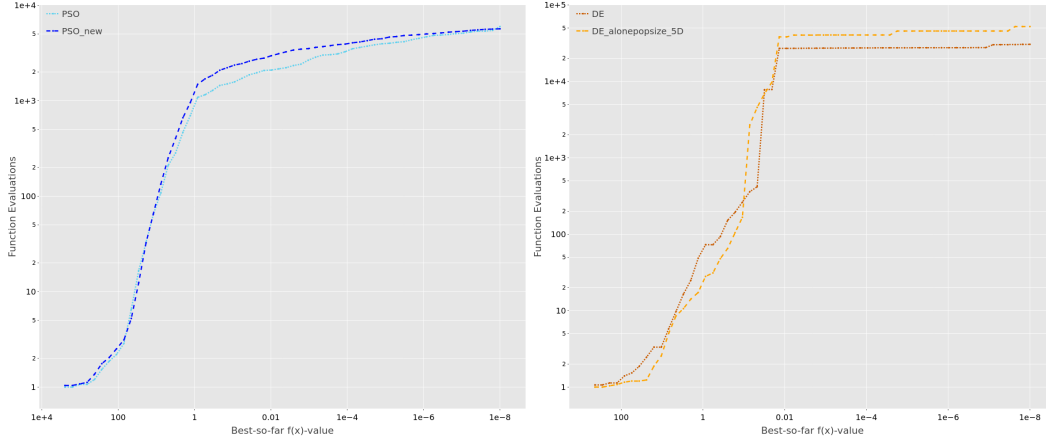 1e+4
PSO
PSO_new
5
2
1e+3
5
2
100
5
2
10
5
2
1
Function Evaluations
1e+4
100
1
0.01
1e-4
1e-6
1e-8
Best-so-far f(x)-value
1e+5
DE
DE_alonepopsize_5D
5
2
1e+4
5
2
1e+3
5
2
100
5
2
10
5
2
1
Function Evaluations
100
1
0.01
1e-4
1e-6
1e-8
Best-so-far f(x)-value